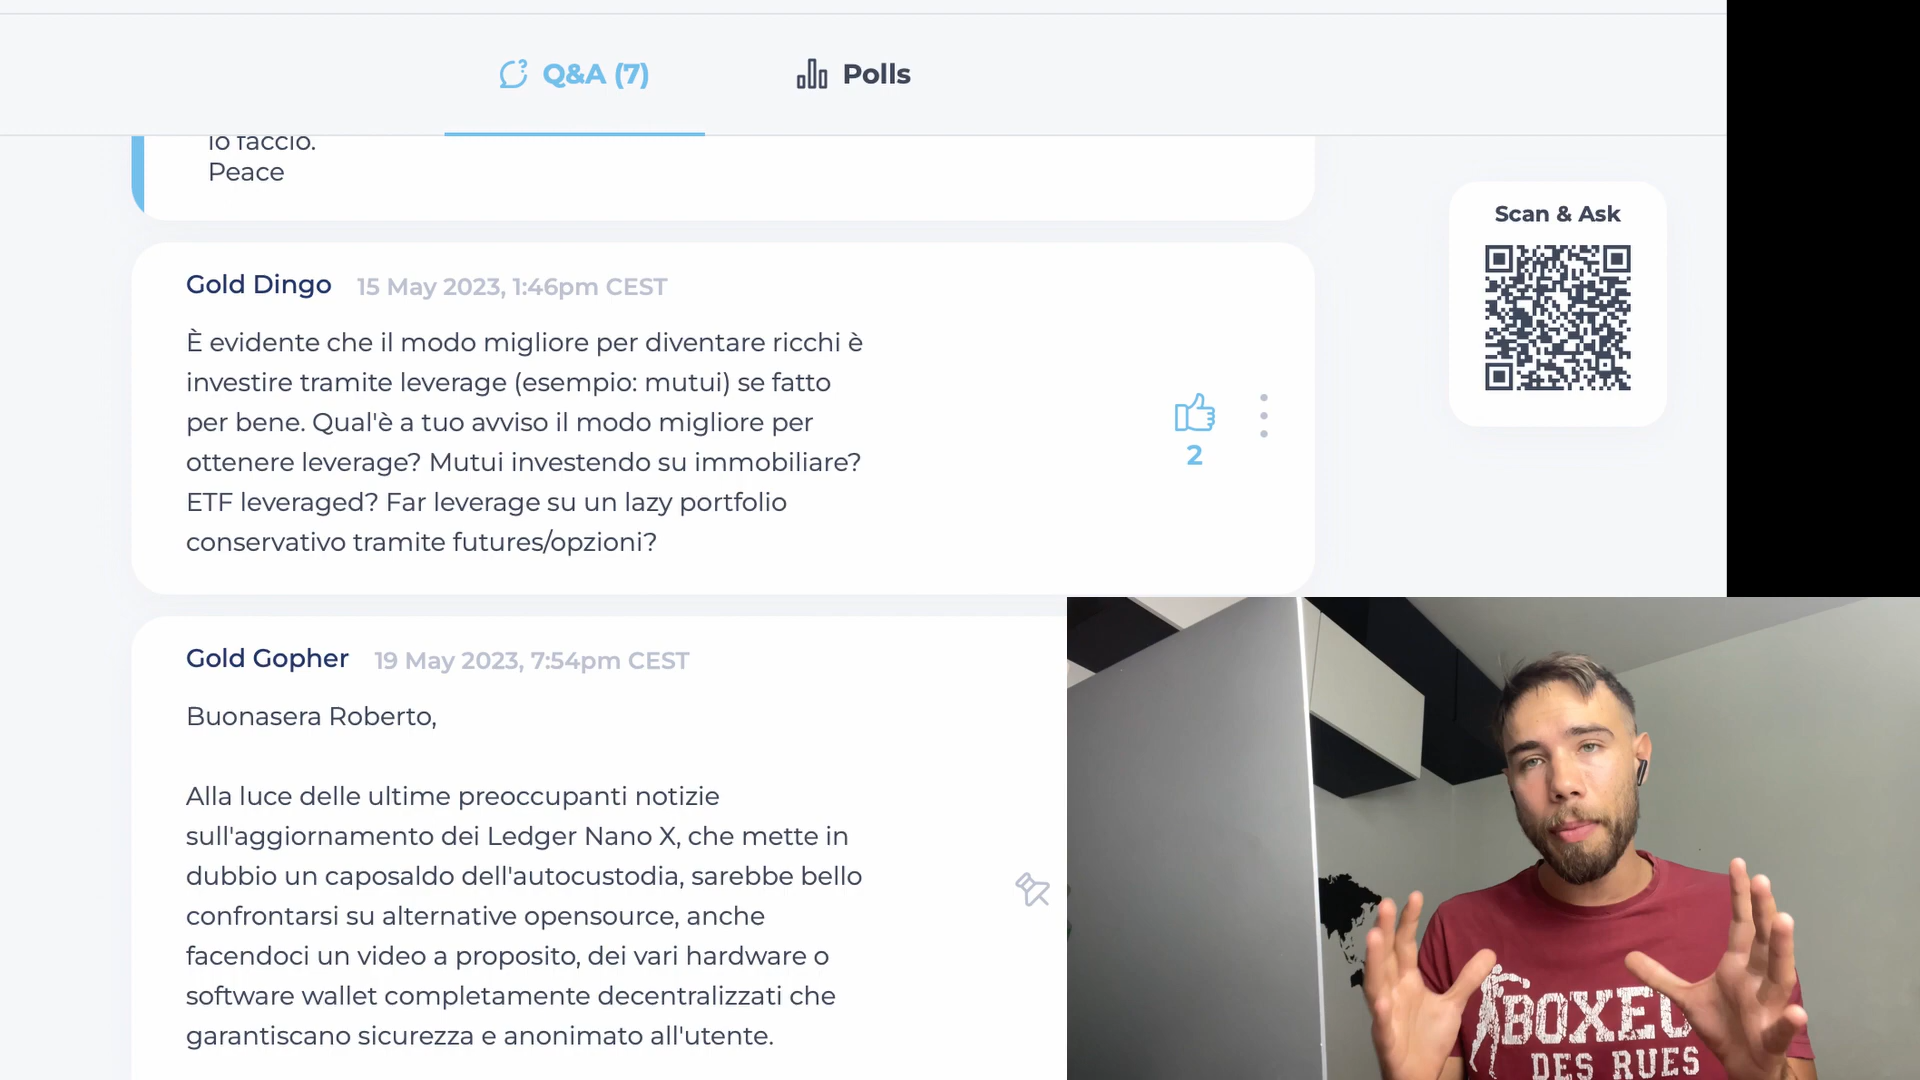 Q&A (7)
Polls
lo faccio.
Peace
Scan & Ask
Gold Dingo 15 May 2023, 1:46pm CEST
È evidente che il modo migliore per diventare ricchi è
investire tramite leverage (esempio: mutui) se fatto
per bene. Qual'è a tuo avviso il modo migliore per
ottenere leverage? Mutui investendo su immobiliare?
ETF leveraged? Far leverage su un lazy portfolio
conservativo tramite futures/opzioni?
2
Gold Gopher 19 May 2023, 7:54pm CEST
Buonasera Roberto,
Alla luce delle ultime preoccupanti notizie
sull'aggiornamento dei Ledger Nano X, che mette in
dubbio un caposaldo dell'autocustodia, sarebbe bello
confrontarsi su alternative opensource, anche
facendoci un video a proposito, dei vari hardware o
software wallet completamente decentralizzati che
garantiscano sicurezza e anonimato all'utente.
BOXEU
DES RUES